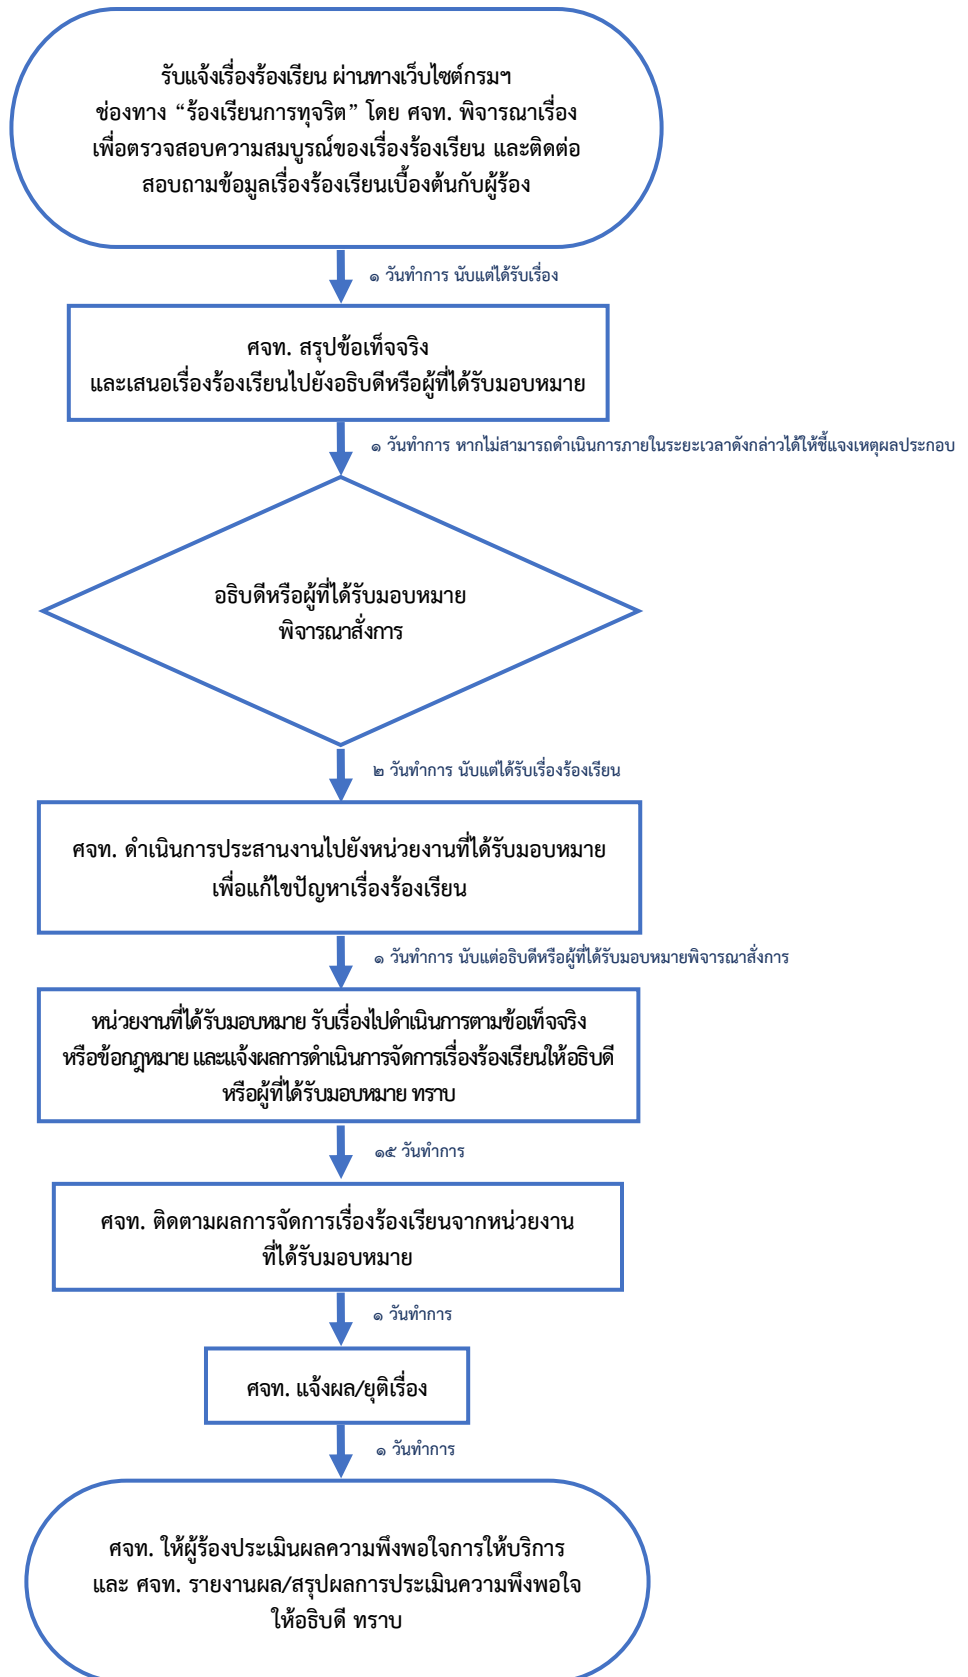 รับแจ้งเรื่องร้องเรียน ผ่านทางเว็บไซต์กรมฯ
ช่องทาง “ร้องเรียนการทุจริต” โดย ศจท. พิจารณาเรื่อง
เพื่อตรวจสอบความสมบูรณ์ของเรื่องร้องเรียน และติดต่อ
สอบถามข้อมูลเรื่องร้องเรียนเบื้องต้นกับผู้ร้อง
๑ วันทำการ นับแต่ได้รับเรื่อง
ศจท. สรุปข้อเท็จจริง
และเสนอเรื่องร้องเรียนไปยังอธิบดีหรือผู้ที่ได้รับมอบหมาย
๑ วันทำการ หากไม่สามารถดำเนินการภายในระยะเวลาดังกล่าวได้ให้ชี้แจงเหตุผลประกอบ
อธิบดีหรือผู้ที่ได้รับมอบหมาย
พิจารณาสั่งการ
๒ วันทำการ นับแต่ได้รับเรื่องร้องเรียน
ศจท. ดำเนินการประสานงานไปยังหน่วยงานที่ได้รับมอบหมาย
เพื่อแก้ไขปัญหาเรื่องร้องเรียน
๑ วันทำการ นับแต่อธิบดีหรือผู้ที่ได้รับมอบหมายพิจารณาสั่งการ
หน่วยงานที่ได้รับมอบหมาย รับเรื่องไปดำเนินการตามข้อเท็จจริง
หรือข้อกฎหมาย และแจ้งผลการดำเนินการจัดการเรื่องร้องเรียนให้อธิบดี
หรือผู้ที่ได้รับมอบหมาย ทราบ
๑๕ วันทำการ
ศจท. ติดตามผลการจัดการเรื่องร้องเรียนจากหน่วยงาน
ที่ได้รับมอบหมาย
๑ วันทำการ
ศจท. แจ้งผล/ยุติเรื่อง
๑ วันทำการ
ศจท. ให้ผู้ร้องประเมินผลความพึงพอใจการให้บริการ
และ ศจท. รายงานผล/สรุปผลการประเมินความพึงพอใจ
ให้อธิบดี ทราบ